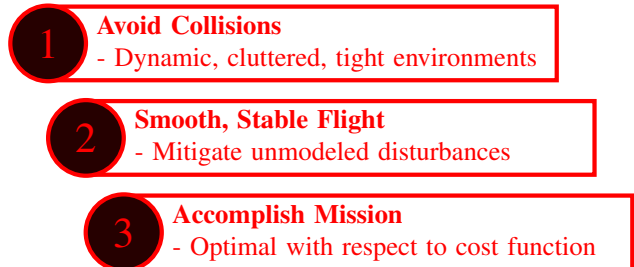 1
Avoid Collisions
- Dynamic, cluttered, tight environments
2
Smooth, Stable Flight
- Mitigate unmodeled disturbances
3
Accomplish Mission
- Optimal with respect to cost function